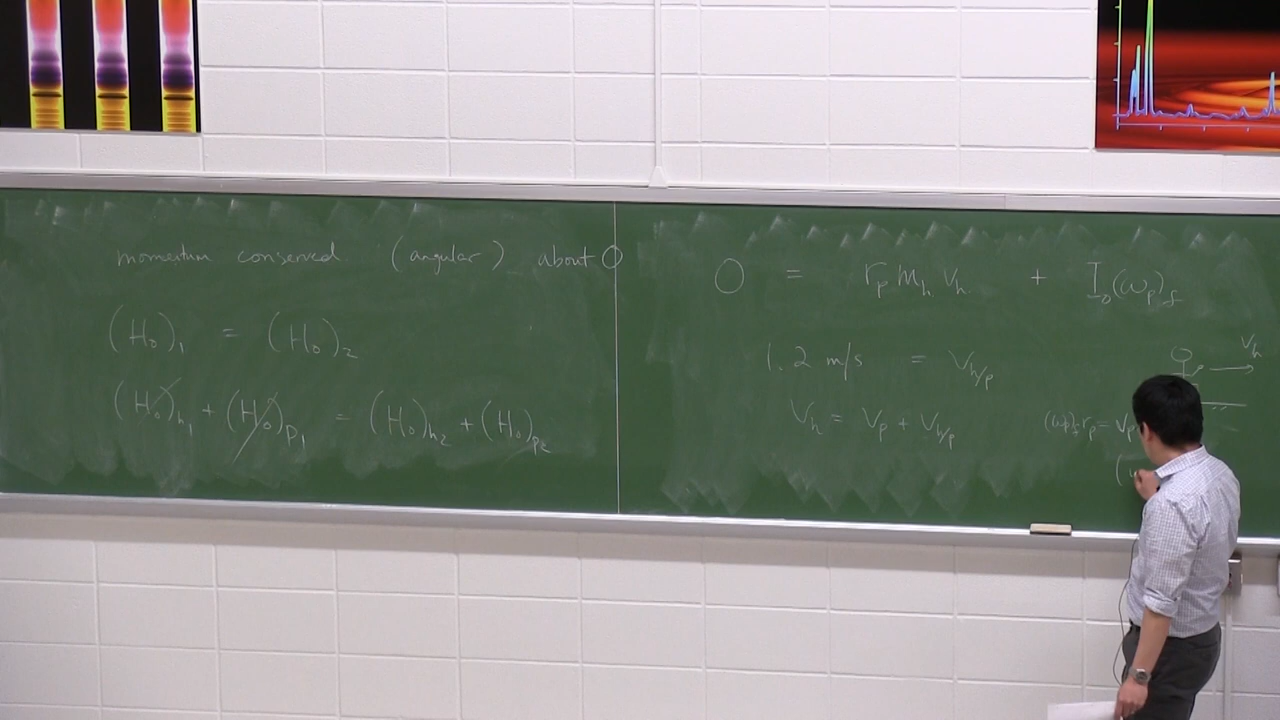 momentum conserved (angular) about O
(H₀)₁ = (H₀)₂
(H₀)h₁ + (H₀)p₁ = (H₀)h₂ + (H₀)p₂
O = rₚ mₕ vₕ + I₀(ωₚ)f
Vₕ
1.2 m/s = Vh/p
Vₕ = Vₚ + Vh/p
(ωₚ)f rₚ = Vₚ